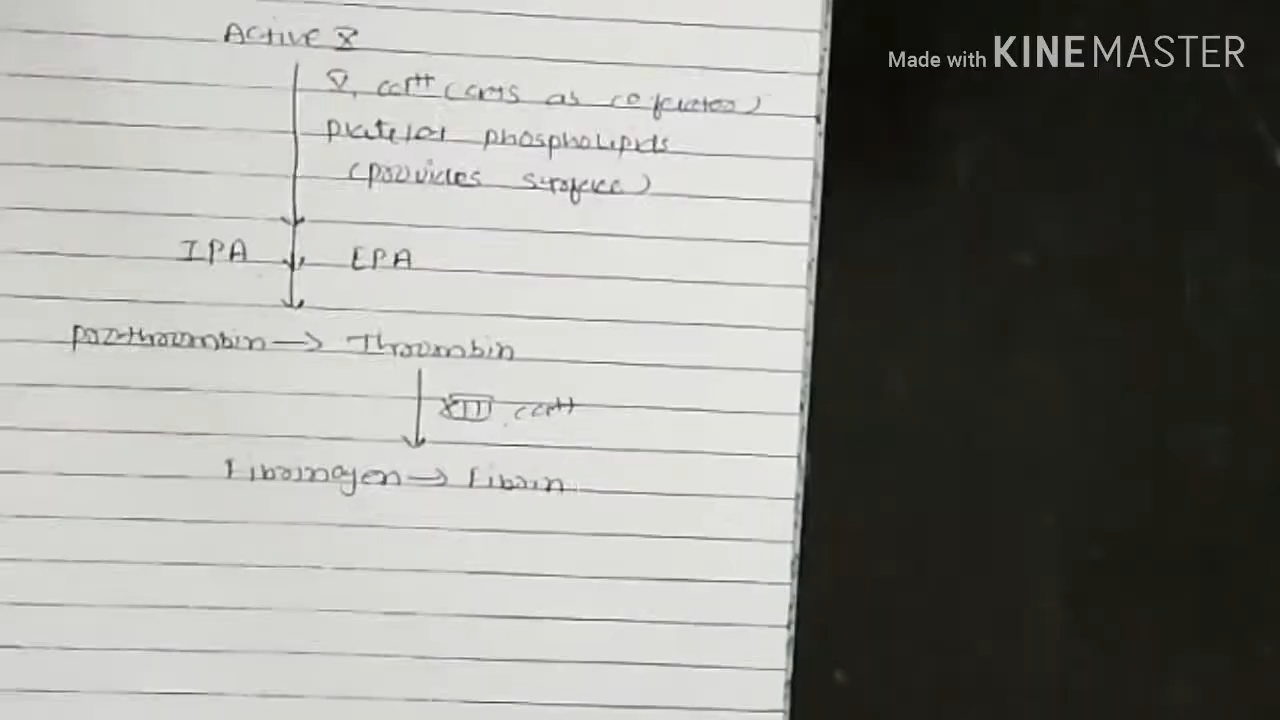 Active X
Made with KINEMASTER
V, ca++ (acts as cofactor)
platelet phospholipids
(provides surface)
IPA EPA
prothrombin → Thrombin
XIII ca++
Fibrinogen → Fibrin